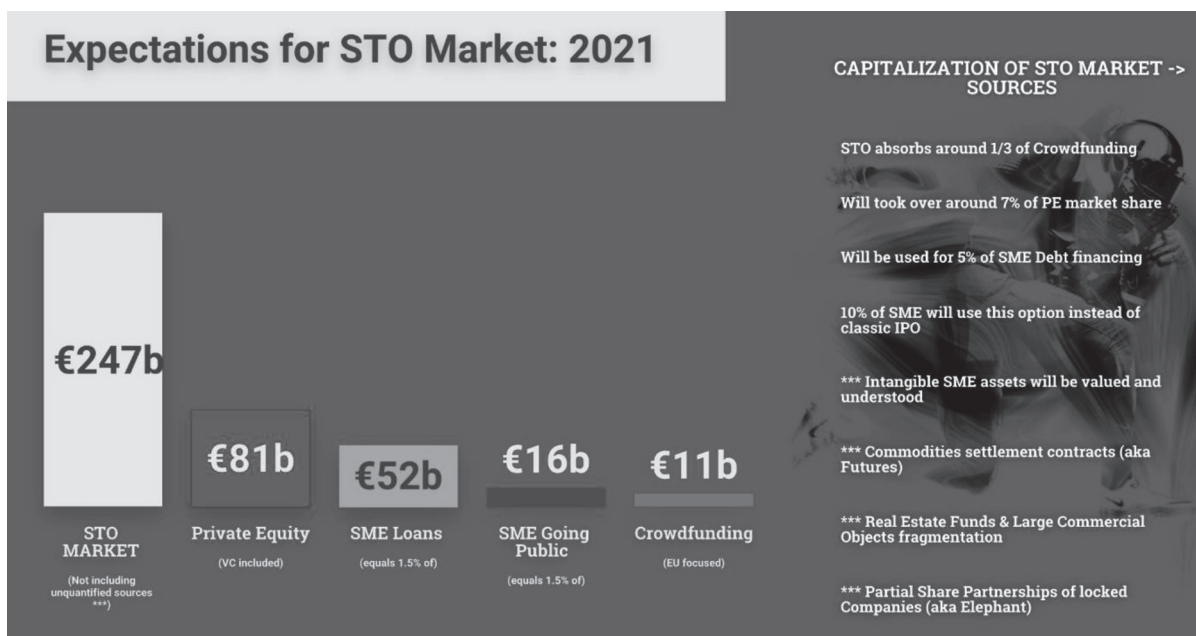 Expectations for STO Market: 2021
€247b
€81b
€52b
€16b
€11b
STO
MARKET
(Not including
unquantified sources
***)
Private Equity
(VC included)
SME Loans
(equals 1.5% of)
SME Going
Public
(equals 1.5% of)
Crowdfunding
(EU focused)
CAPITALIZATION OF STO MARKET ->
SOURCES
STO absorbs around 1/3 of Crowdfunding
Will took over around 7% of PE market share
Will be used for 5% of SME Debt financing
10% of SME will use this option instead of
classic IPO
*** Intangible SME assets will be valued and
understood
*** Commodities settlement contracts (aka
Futures)
*** Real Estate Funds & Large Commercial
Objects fragmentation
*** Partial Share Partnerships of locked
Companies (aka Elephant)